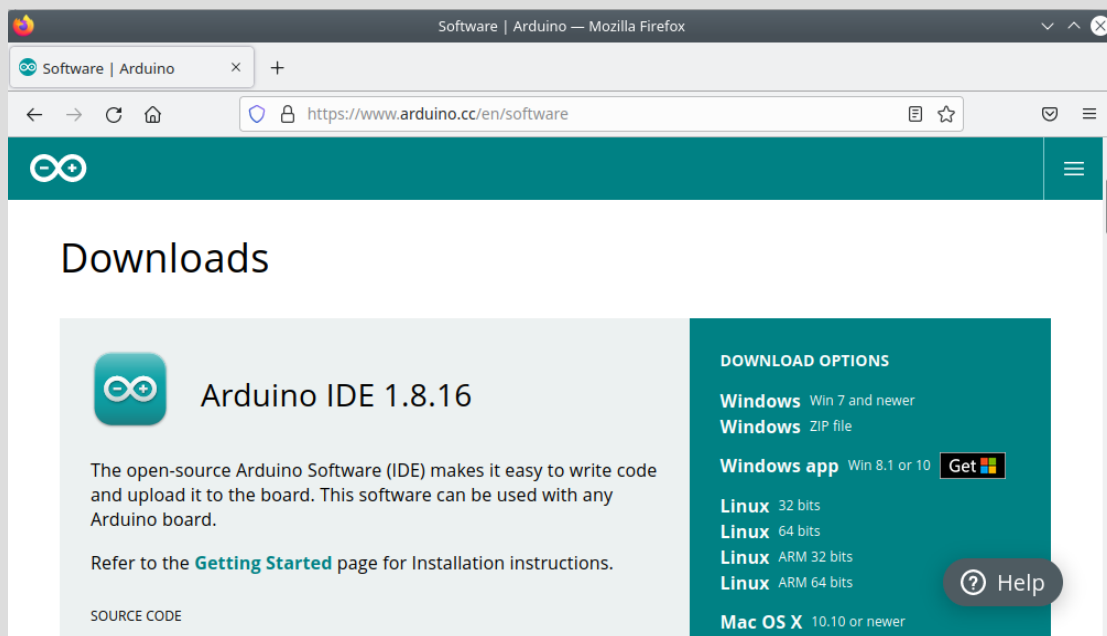 Software | Arduino — Mozilla Firefox
Software | Arduino
https://www.arduino.cc/en/software
Downloads
Arduino IDE 1.8.16
The open-source Arduino Software (IDE) makes it easy to write code
and upload it to the board. This software can be used with any
Arduino board.
Refer to the Getting Started page for Installation instructions.
SOURCE CODE
DOWNLOAD OPTIONS
Windows Win 7 and newer
Windows ZIP file
Windows app Win 8.1 or 10 Get
Linux 32 bits
Linux 64 bits
Linux ARM 32 bits
Linux ARM 64 bits
Mac OS X 10.10 or newer
Help